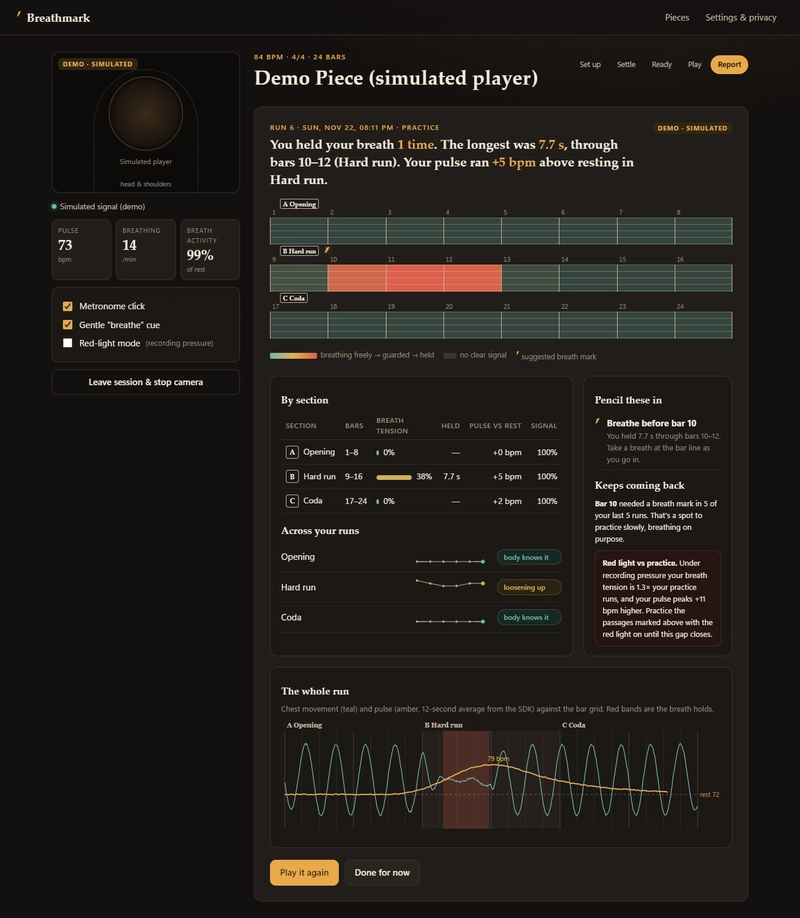 Breathmark
Pieces
Settings & privacy
DEMO · SIMULATED
Simulated player
head & shoulders
Simulated signal (demo)
PULSE
73
bpm
BREATHING
14
/min
BREATH
ACTIVITY
99%
of rest
Metronome click
Gentle "breathe" cue
Red-light mode (recording pressure)
Leave session & stop camera
84 BPM · 4/4 · 24 BARS
Demo Piece (simulated player)
Set up
Settle
Ready
Play
Report
RUN 6 · SUN, NOV 22, 08:11 PM · PRACTICE
DEMO · SIMULATED
You held your breath 1 time. The longest was 7.7 s, through
bars 10–12 (Hard run). Your pulse ran +5 bpm above resting in
Hard run.
A Opening
1 2 3 4 5 6 7 8
B Hard run
9 10 11 12 13 14 15 16
C Coda
17 18 19 20 21 22 23 24
breathing freely → guarded → held
no clear signal
suggested breath mark
By section
SECTION BARS BREATH TENSION HELD PULSE VS REST SIGNAL
A Opening 1–8 0% — +0 bpm 100%
B Hard run 9–16 38% 7.7 s +5 bpm 100%
C Coda 17–24 0% — +2 bpm 100%
Across your runs
Opening body knows it
Hard run loosening up
Coda body knows it
Pencil these in
Breathe before bar 10
You held 7.7 s through bars 10–12.
Take a breath at the bar line as
you go in.
Keeps coming back
Bar 10 needed a breath mark in 5 of
your last 5 runs. That's a spot to
practice slowly, breathing on
purpose.
Red light vs practice. Under
recording pressure your breath
tension is 1.3× your practice
runs, and your pulse peaks +11
bpm higher. Practice the
passages marked above with the
red light on until this gap closes.
The whole run
Chest movement (teal) and pulse (amber, 12-second average from the SDK) against the bar grid. Red bands are the breath holds.
A Opening
B Hard run
C Coda
79 bpm
rest 72
Play it again
Done for now